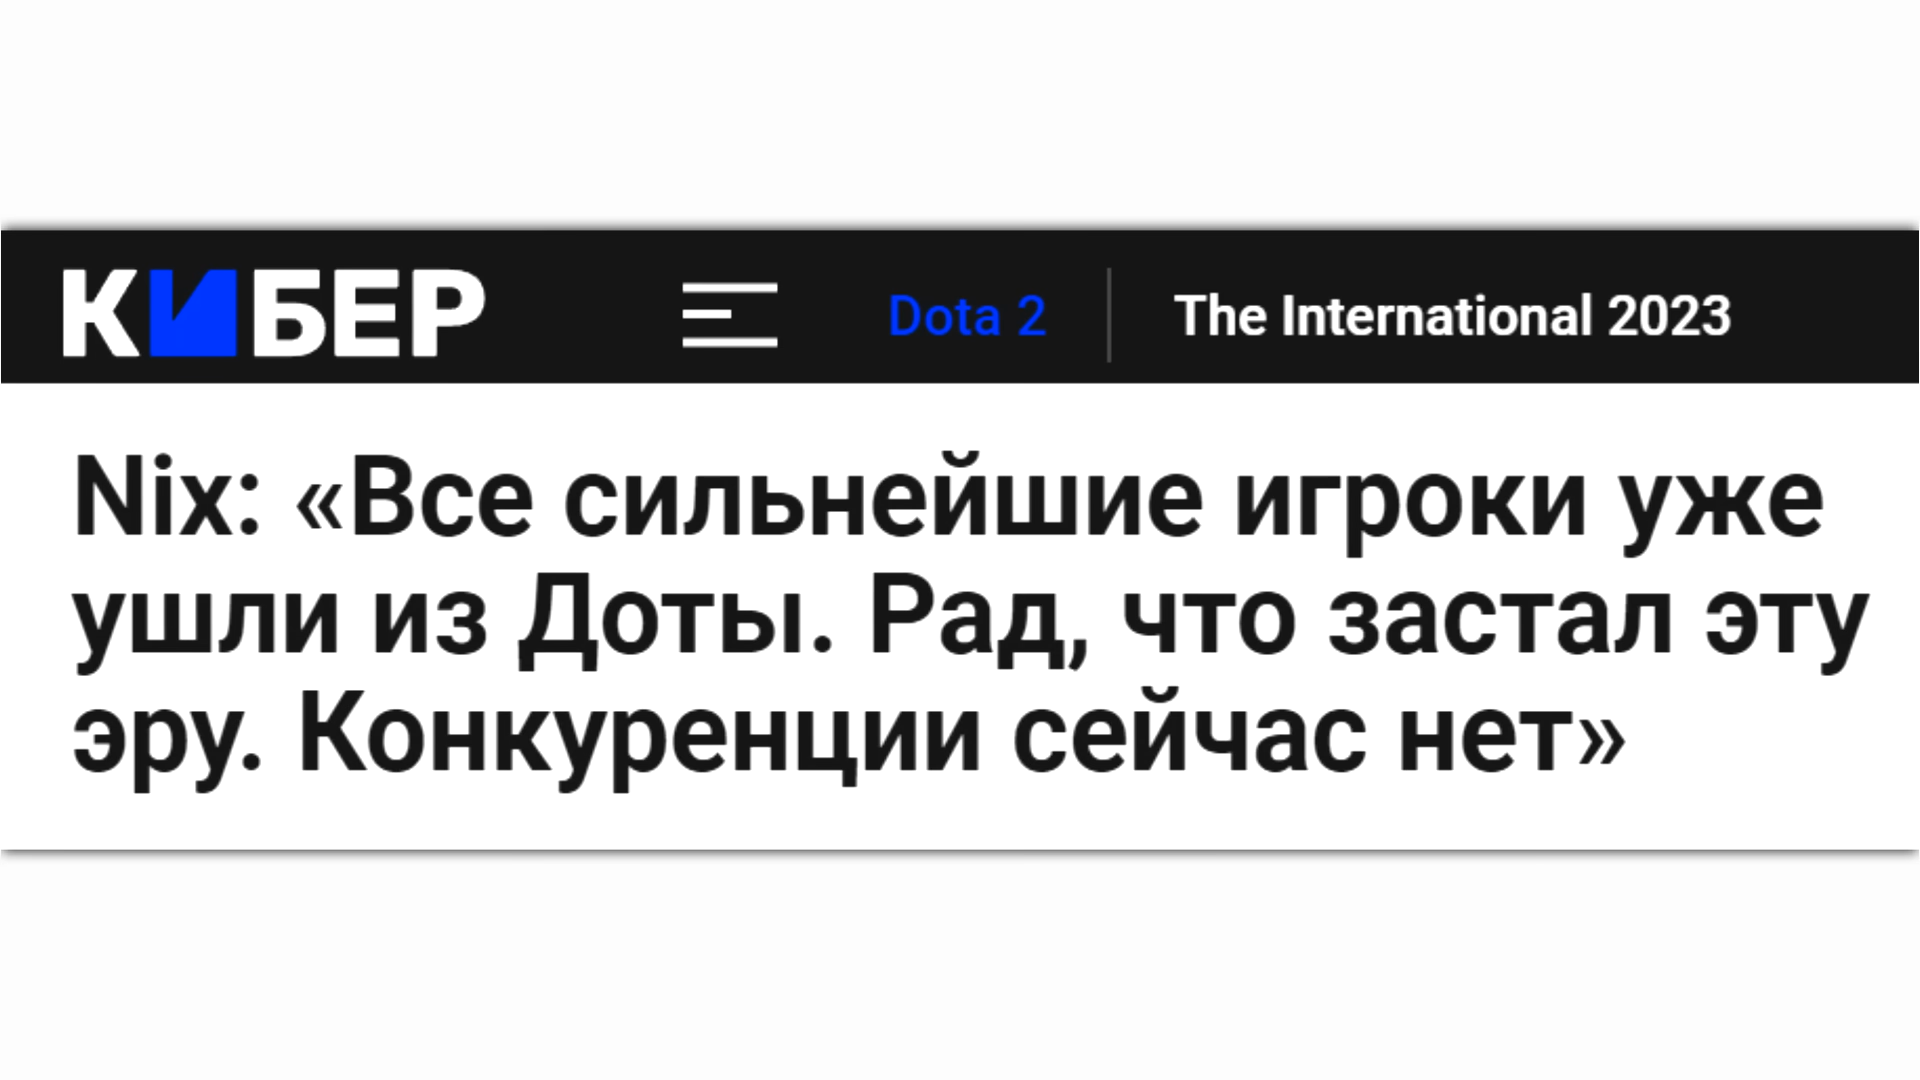 КИБЕР
Dota 2
The International 2023
Nix: «Все сильнейшие игроки уже
ушли из Доты. Рад, что застал эту
эру. Конкуренции сейчас нет»